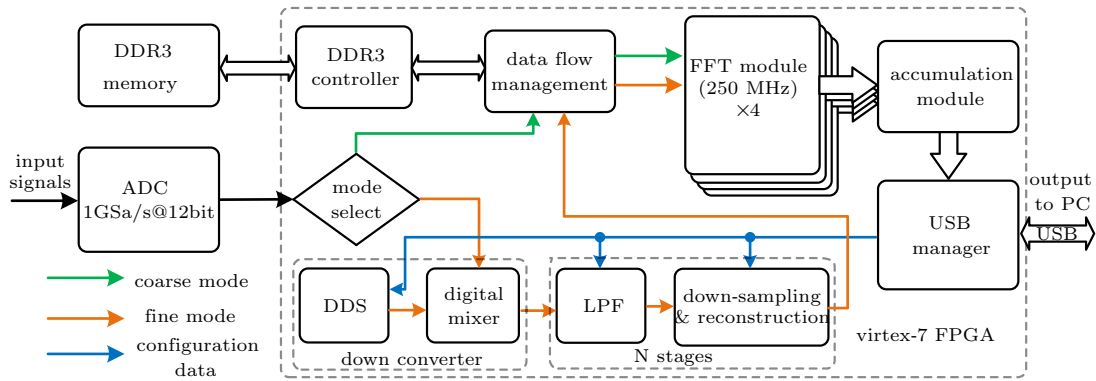 DDR3
memory
DDR3
controller
data flow
management
FFT module
(250 MHz)
×4
accumulation
module
input
signals
ADC
1GSa/s@12bit
mode
select
USB
manager
output
to PC
USB
coarse mode
fine mode
configuration
data
DDS
digital
mixer
down converter
LPF
down-sampling
& reconstruction
N stages
virtex-7 FPGA